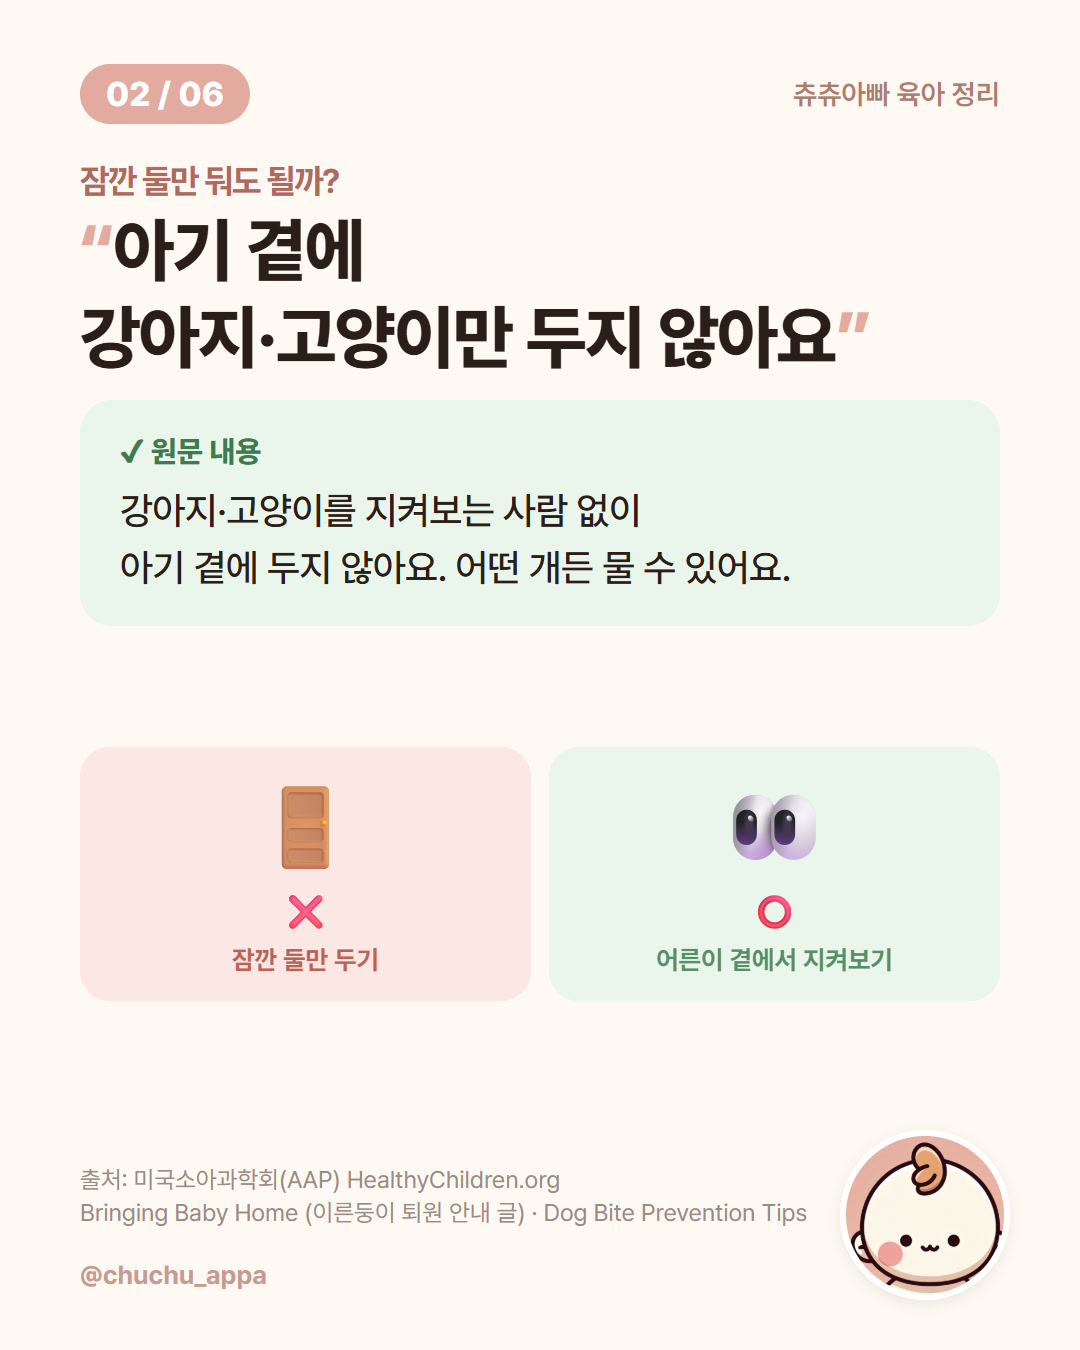 02 / 06
츄츄아빠 육아 정리
잠깐 둘만 둬도 될까?
“아기 곁에
강아지·고양이만 두지 않아요”
✔ 원문 내용
강아지·고양이를 지켜보는 사람 없이
아기 곁에 두지 않아요. 어떤 개든 물 수 있어요.
잠깐 둘만 두기
어른이 곁에서 지켜보기
출처: 미국소아과학회(AAP) HealthyChildren.org
Bringing Baby Home (이른둥이 퇴원 안내 글) · Dog Bite Prevention Tips
@chuchu_appa